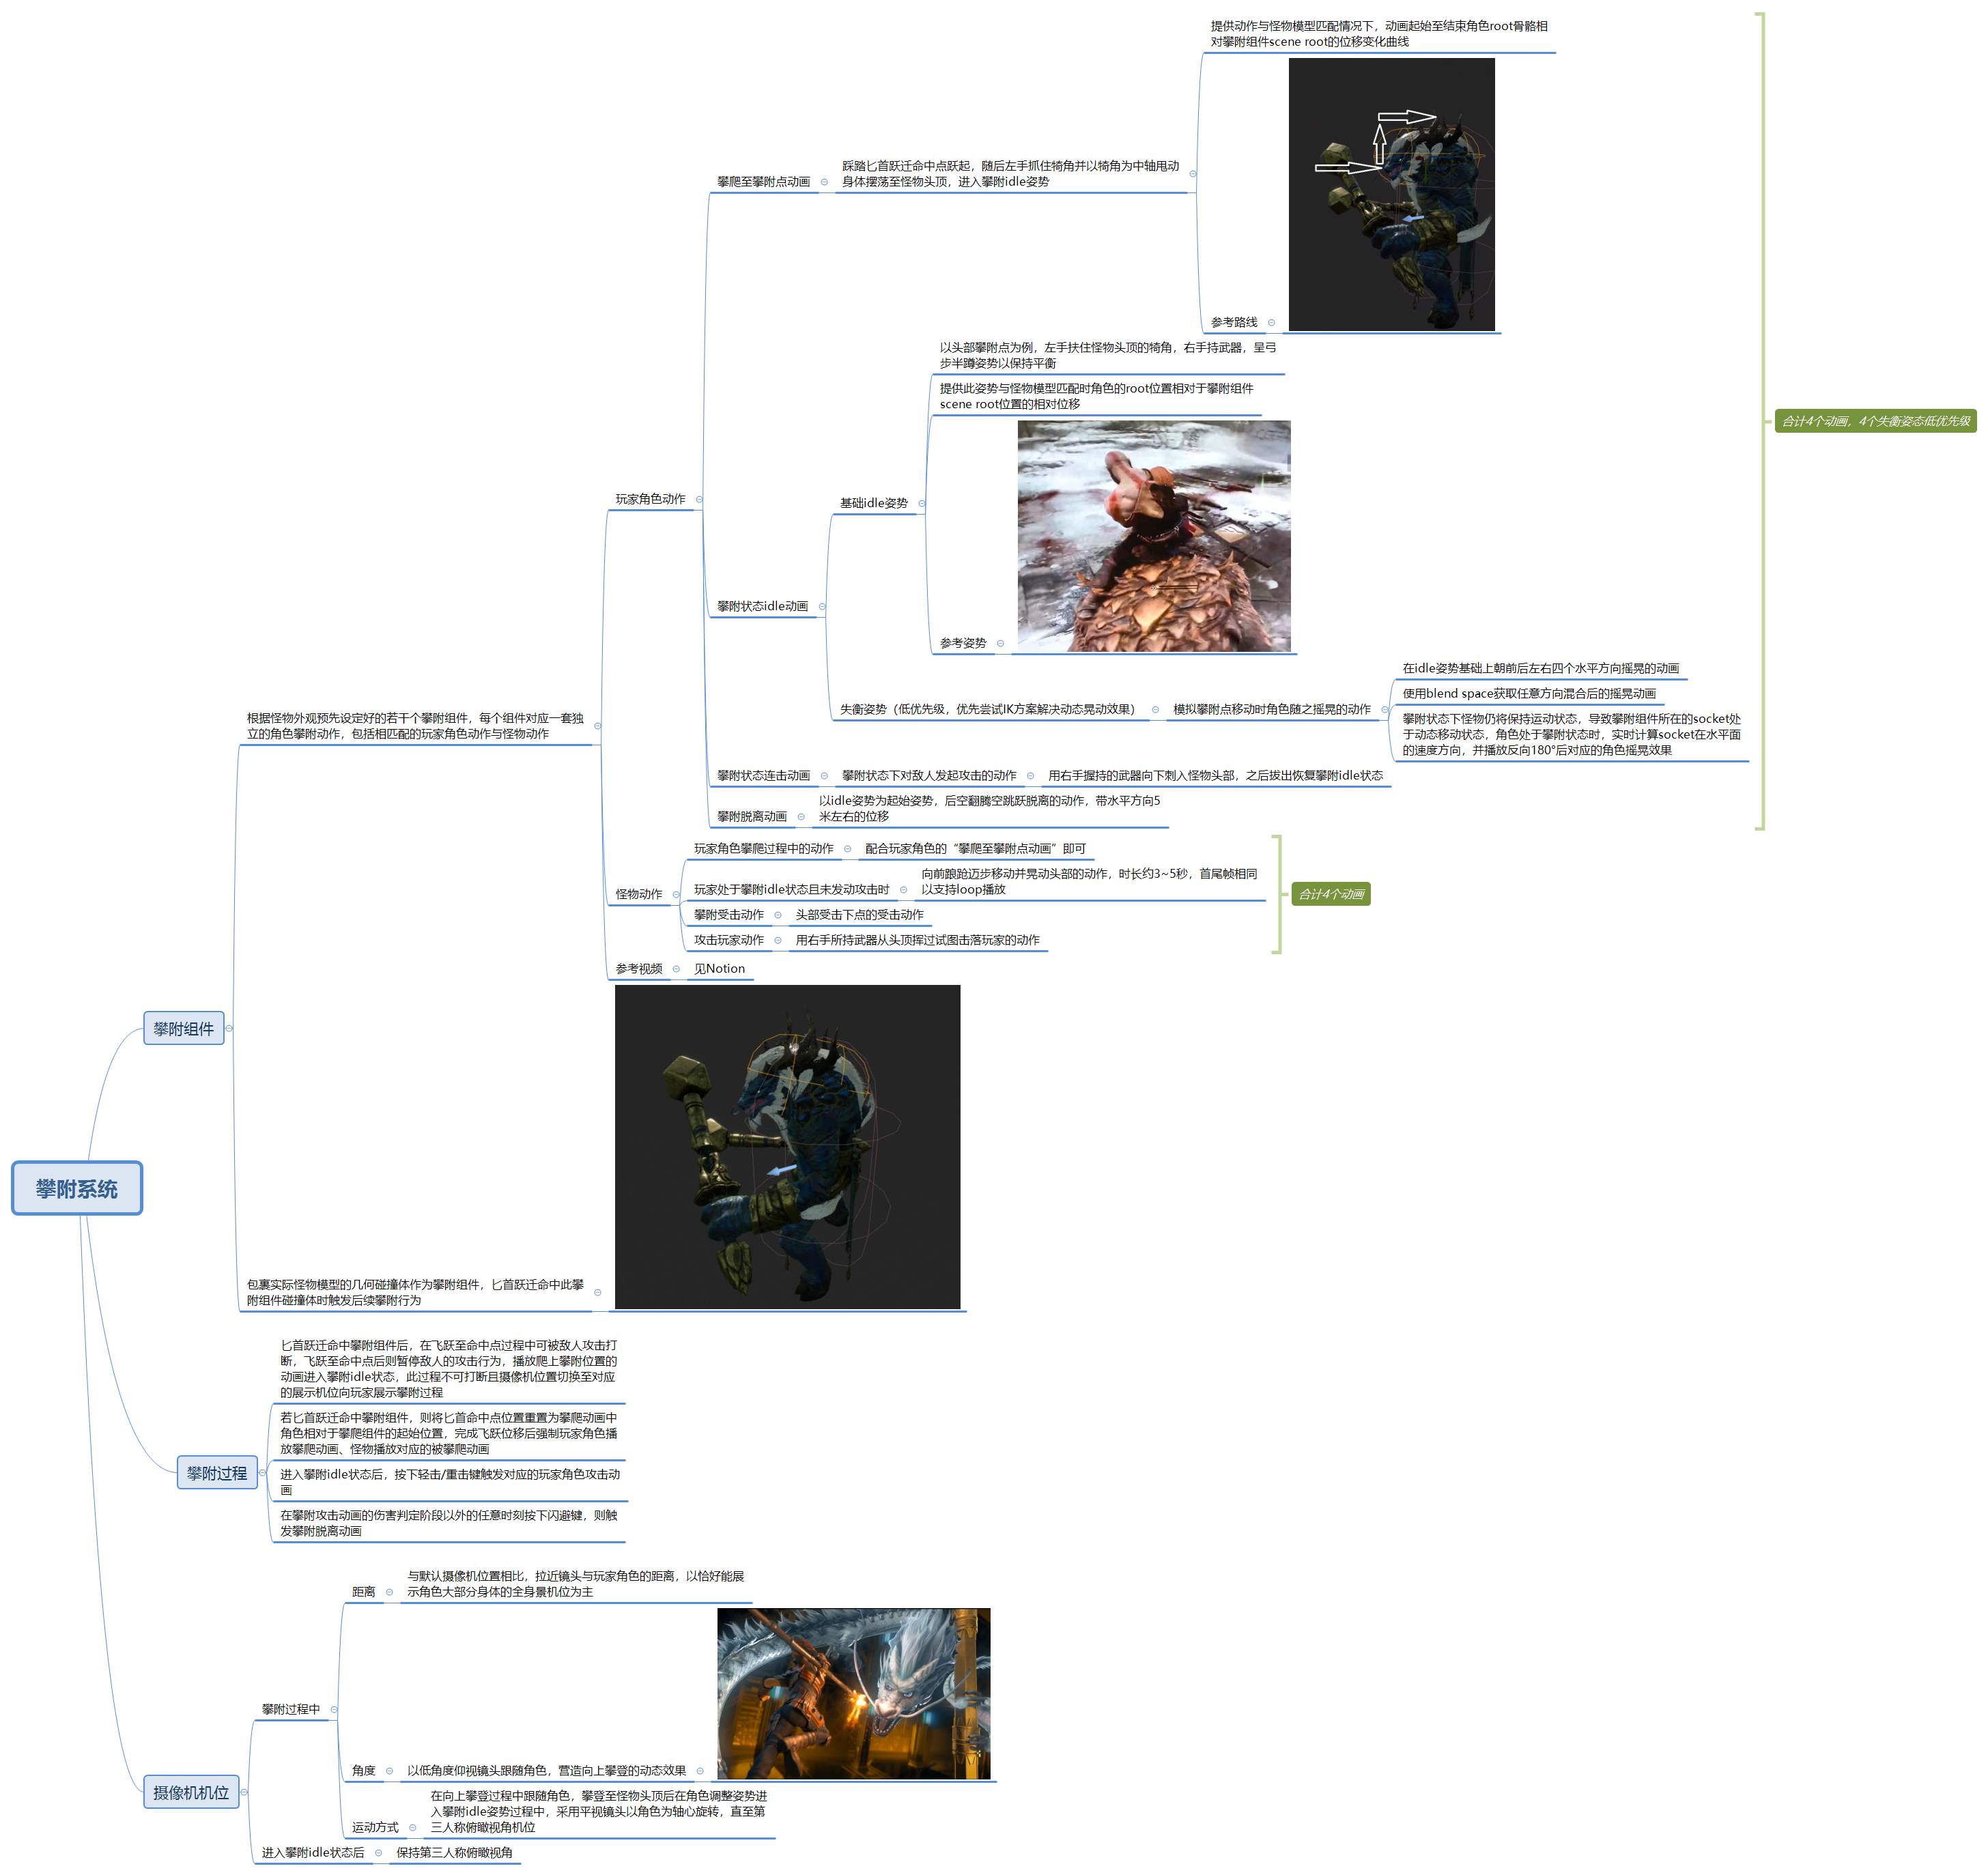 攀附系统
攀附组件
根据怪物外观预先设定好的若干个攀附组件，每个组件对应一套独
立的角色攀附动作，包括相匹配的玩家角色动作与怪物动作
玩家角色动作
攀爬至攀附点动画
踩踏匕首跃迁命中点跃起，随后左手抓住犄角并以犄角为中轴甩动
身体摆荡至怪物头顶，进入攀附idle姿势
提供动作与怪物模型匹配情况下，动画起始至结束角色root骨骼相
对攀附组件scene root的位移变化曲线
参考路线
攀附状态idle动画
基础idle姿势
以头部攀附点为例，左手扶住怪物头顶的犄角，右手持武器，呈弓
步半蹲姿势以保持平衡
提供此姿势与怪物模型匹配时角色的root位置相对于攀附组件
scene root位置的相对位移
参考姿势
失衡姿势（低优先级，优先尝试IK方案解决动态晃动效果）
模拟攀附点移动时角色随之摇晃的动作
在idle姿势基础上朝前后左右四个水平方向摇晃的动画
使用blend space获取任意方向混合后的摇晃动画
攀附状态下怪物仍将保持运动状态，导致攀附组件所在的socket处
于动态移动状态，角色处于攀附状态时，实时计算socket在水平面
的速度方向，并播放反向180°后对应的角色摇晃效果
攀附状态连击动画
攀附状态下对敌人发起攻击的动作
用右手握持的武器向下刺入怪物头部，之后拔出恢复攀附idle状态
攀附脱离动画
以idle姿势为起始姿势，后空翻腾空跳跃脱离的动作，带水平方向5
米左右的位移
合计4个动画，4个失衡姿态低优先级
怪物动作
玩家角色攀爬过程中的动作
配合玩家角色的“攀爬至攀附点动画”即可
玩家处于攀附idle状态且未发动攻击时
向前踉跄迈步移动并晃动头部的动作，时长约3~5秒，首尾帧相同
以支持loop播放
攀附受击动作
头部受击下点的受击动作
攻击玩家动作
用右手所持武器从头顶挥过试图击落玩家的动作
合计4个动画
参考视频
见Notion
包裹实际怪物模型的几何碰撞体作为攀附组件，匕首跃迁命中此攀
附组件碰撞体时触发后续攀附行为
攀附过程
匕首跃迁命中攀附组件后，在飞跃至命中点过程中可被敌人攻击打
断，飞跃至命中点后则暂停敌人的攻击行为，播放爬上攀附位置的
动画进入攀附idle状态，此过程不可打断且摄像机位置切换至对应
的展示机位向玩家展示攀附过程
若匕首跃迁命中攀附组件，则将匕首命中点位置重置为攀爬动画中
角色相对于攀爬组件的起始位置，完成飞跃位移后强制玩家角色播
放攀爬动画、怪物播放对应的被攀爬动画
进入攀附idle状态后，按下轻击/重击键触发对应的玩家角色攻击动
画
在攀附攻击动画的伤害判定阶段以外的任意时刻按下闪避键，则触
发攀附脱离动画
摄像机机位
攀附过程中
距离
与默认摄像机位置相比，拉近镜头与玩家角色的距离，以恰好能展
示角色大部分身体的全身景机位为主
角度
以低角度仰视镜头跟随角色，营造向上攀登的动态效果
运动方式
在向上攀登过程中跟随角色，攀登至怪物头顶后在角色调整姿势进
入攀附idle姿势过程中，采用平视镜头以角色为轴心旋转，直至第
三人称俯瞰视角机位
进入攀附idle状态后
保持第三人称俯瞰视角